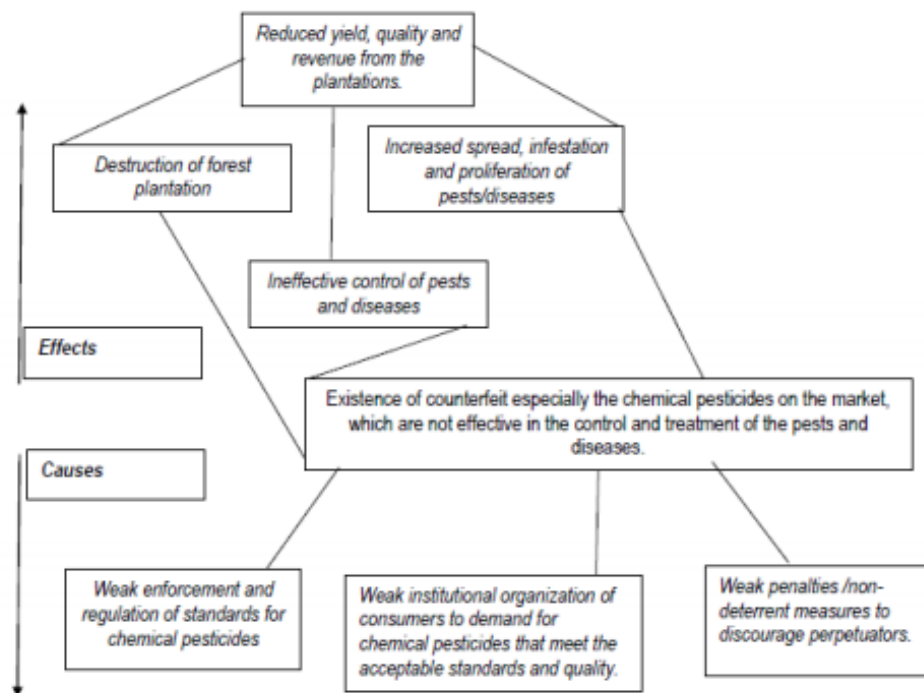 Reduced yield, quality and
revenue from the
plantations.
Destruction of forest
plantation
Increased spread, infestation
and proliferation of
pests/diseases
Ineffective control of pests
and diseases
Effects
Existence of counterfeit especially the chemical pesticides on the market,
which are not effective in the control and treatment of the pests and
diseases.
Causes
Weak enforcement and
regulation of standards for
chemical pesticides
Weak institutional organization of
consumers to demand for
chemical pesticides that meet the
acceptable standards and quality.
Weak penalties /non-
deterrent measures to
discourage perpetuators.